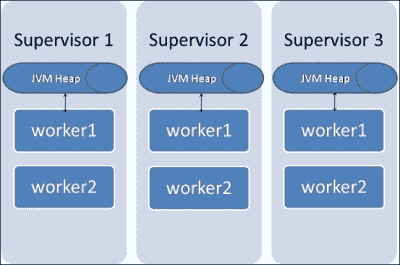 Supervisor 1
JVM Heap
worker1
worker2
Supervisor 2
JVM Heap
worker1
worker2
Supervisor 3
JVM Heap
worker1
worker2